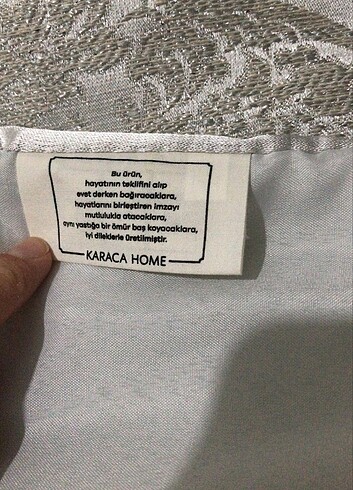 Bu ürün,
hayatının teklifini alıp
evet derken bağıracaklara,
hayatlarını birleştiren imzayı
mutlulukla atacaklara,
aynı yastığa bir ömür baş koyacaklara,
iyi dileklerle üretilmiştir.
KARACA HOME